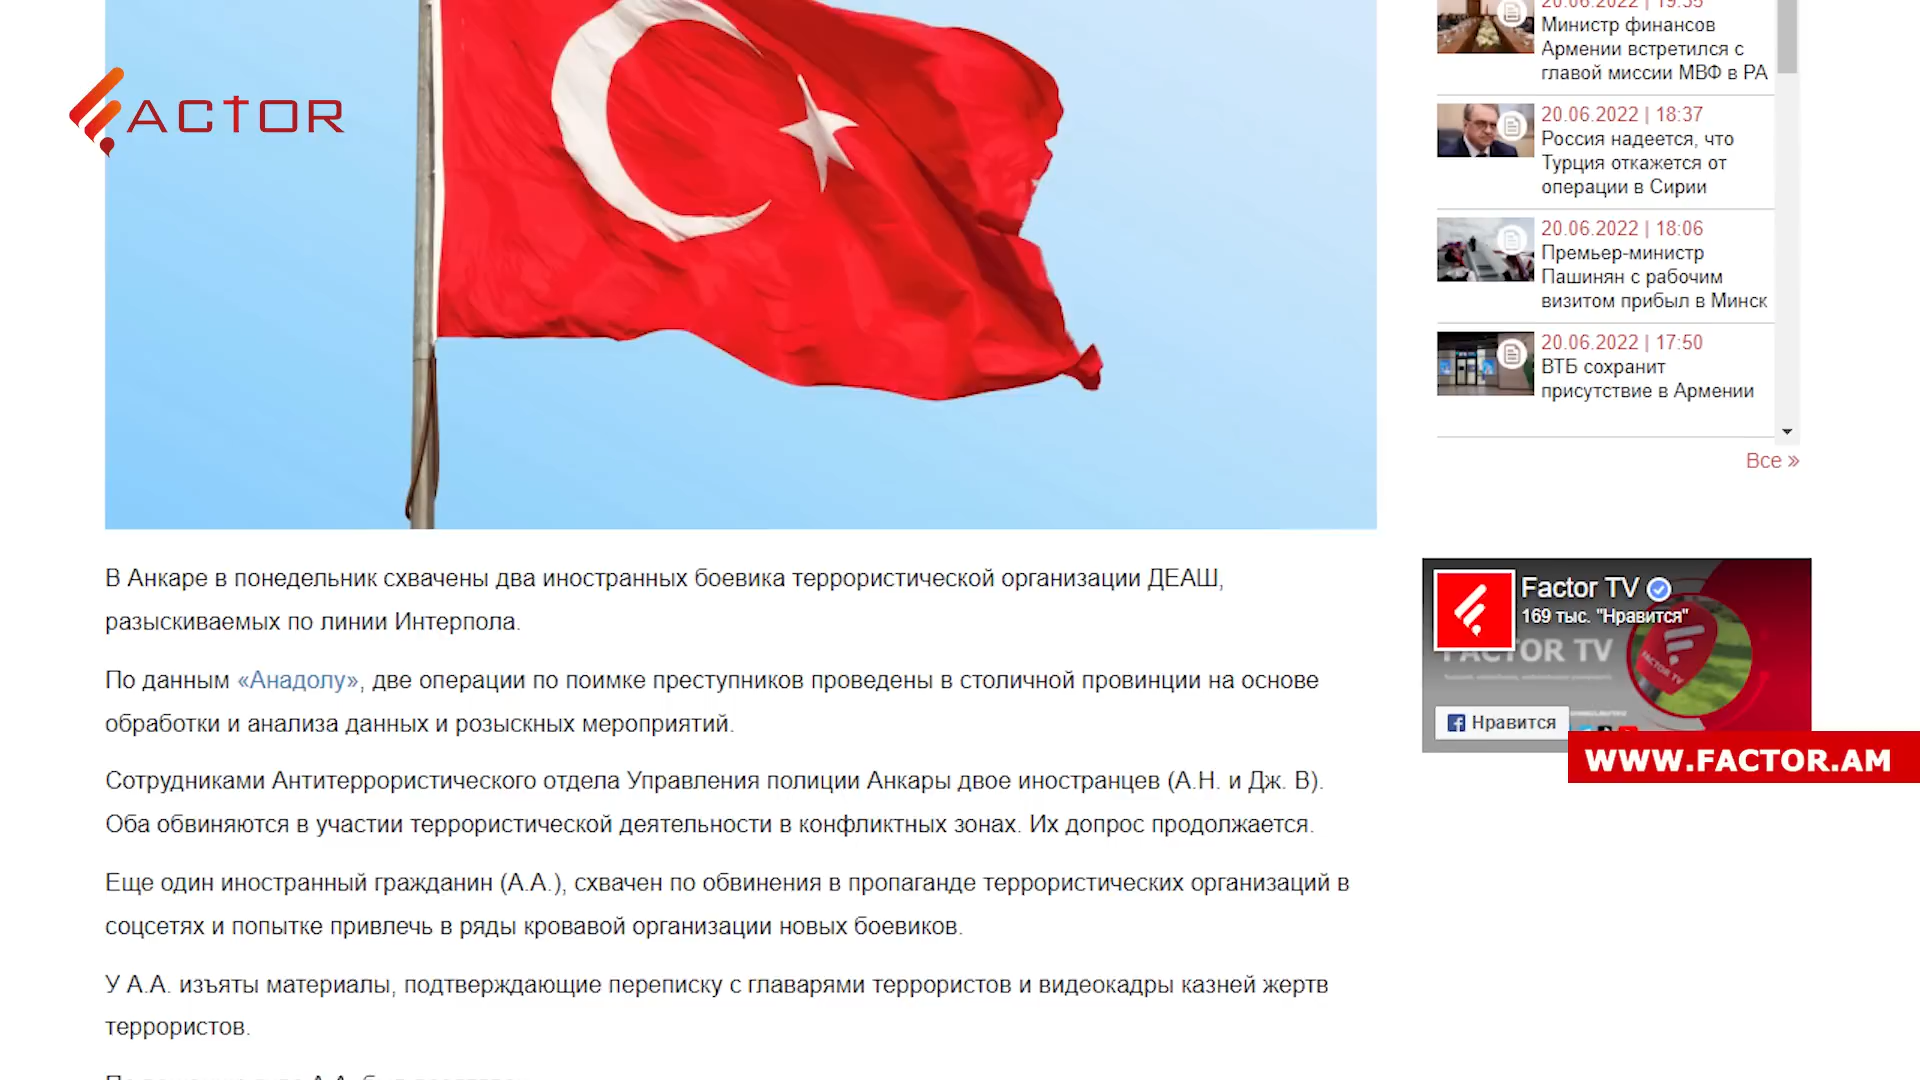 ACTOR
В Анкаре в понедельник схвачены два иностранных боевика террористической организации ДЕАШ,
разыскиваемых по линии Интерпола.
По данным «Анадолу», две операции по поимке преступников проведены в столичной провинции на основе
обработки и анализа данных и розыскных мероприятий.
Сотрудниками Антитеррористического отдела Управления полиции Анкары двое иностранцев (А.Н. и Дж. В).
Оба обвиняются в участии террористической деятельности в конфликтных зонах. Их допрос продолжается.
Еще один иностранный гражданин (А.А.), схвачен по обвинения в пропаганде террористических организаций в
соцсетях и попытке привлечь в ряды кровавой организации новых боевиков.
У А.А. изъяты материалы, подтверждающие переписку с главарями террористов и видеокадры казней жертв
террористов.
20.06.2022 | 19:35
Министр финансов
Армении встретился с
главой миссии МВФ в РА
20.06.2022 | 18:37
Россия надеется, что
Турция откажется от
операции в Сирии
20.06.2022 | 18:06
Премьер-министр
Пашинян с рабочим
визитом прибыл в Минск
20.06.2022 | 17:50
ВТБ сохранит
присутствие в Армении
Все »
Factor TV
169 тыс. "Нравится"
FACTOR TV
FACTOR TV
Нравится
WWW.FACTOR.AM